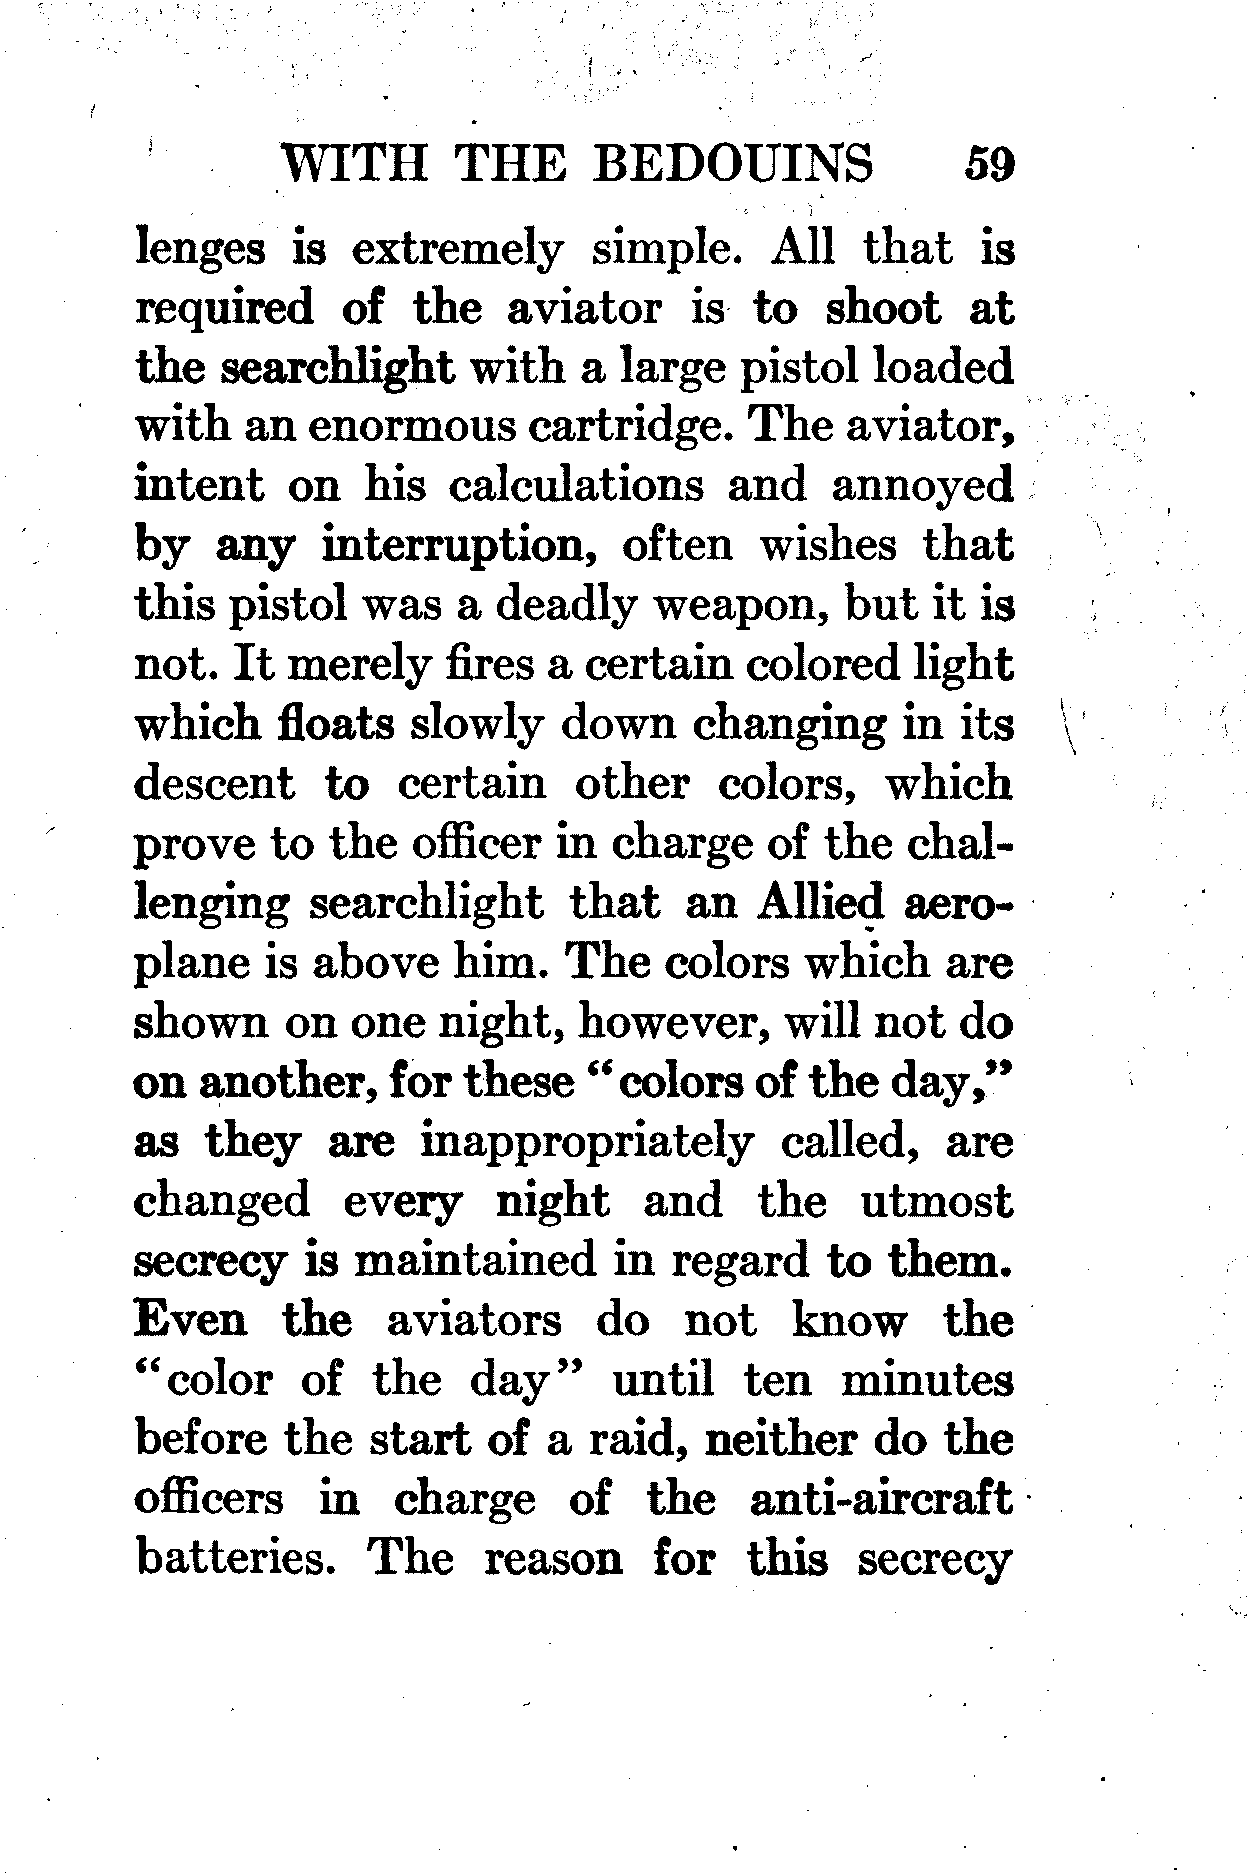 WITH THE BEDOUINS 59
lenges is extremely simple. All that is
required of the aviator is to shoot at
the searchlight with a large pistol loaded
with an enormous cartridge. The aviator,
intent on his calculations and annoyed
by any interruption, often wishes that
this pistol was a deadly weapon, but it is
not. It merely fires a certain colored light
which floats slowly down changing in its
descent to certain other colors, which
prove to the officer in charge of the chal-
lenging searchlight that an Allied aero-
plane is above him. The colors which are
shown on one night, however, will not do
on another, for these "colors of the day,"
as they are inappropriately called, are
changed every night and the utmost
secrecy is maintained in regard to them.
Even the aviators do not know the
"color of the day" until ten minutes
before the start of a raid, neither do the
officers in charge of the anti-aircraft
batteries. The reason for this secrecy